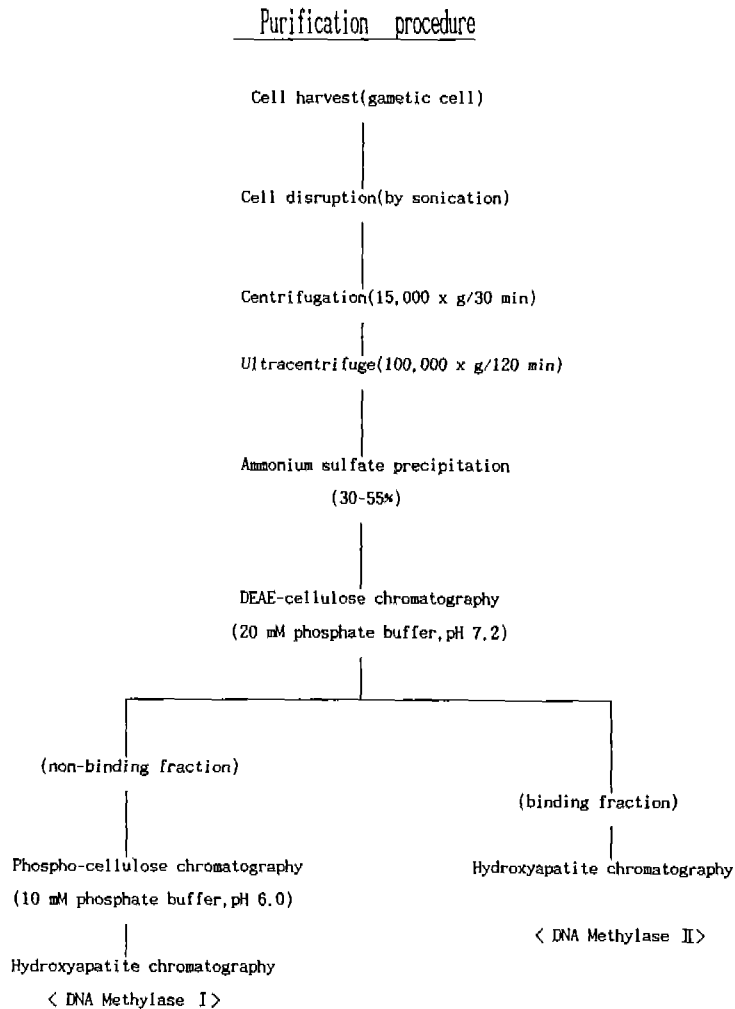 Purification procedure
Cell harvest(gametic cell)
Cell disruption(by sonication)
Centrifugation(15,000 x g/30 min)
Ultracentrifuge(100,000 x g/120 min)
Ammonium sulfate precipitation
(30-55%)
DEAE-cellulose chromatography
(20 mM phosphate buffer,pH 7.2)
(non-binding fraction)
Phospho-cellulose chromatography
(10 mM phosphate buffer,pH 6.0)
Hydroxyapatite chromatography
< DNA Methylase Ⅰ>
(binding fraction)
Hydroxyapatite chromatography
< DNA Methylase Ⅱ>